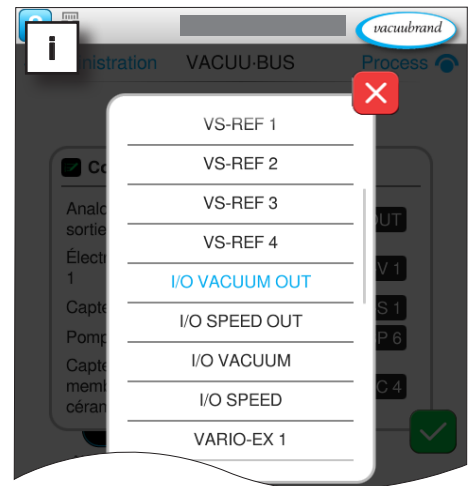 i
vacuubrand
nistration VACUU·BUS Process
VS-REF 1
VS-REF 2
VS-REF 3
VS-REF 4
I/O VACUUM OUT
I/O SPEED OUT
I/O VACUUM
I/O SPEED
VARIO-EX 1
Co
Analo
sortie
OUT
Élect
1
V 1
Capte
S 1
Pomp
P 6
Capte
memb
céran
C 4